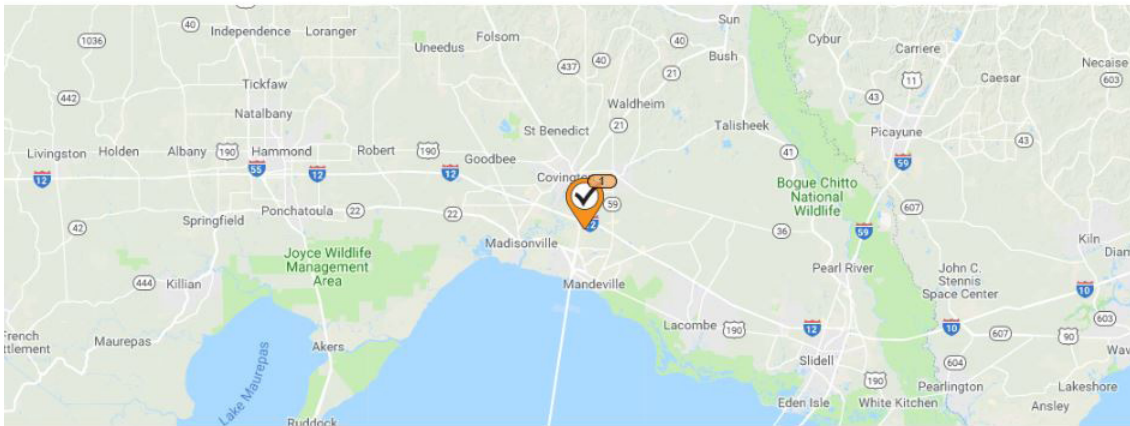 Sun
40
1036
Independence
Loranger
Folsom
Cybur
Carriere
Necaise
Uneedus
40
Bush
603
437
40
11
Caesar
21
Tickfaw
442
43
Waldheim
Natalbany
21
Talisheek
Picayune
St Benedict
43
Livingston
Holden
Albany
190
Hammond
Robert
190
Goodbee
41
59
55
12
12
12
Covington
1
Bogue Chitto
National
Wildlife
59
607
Ponchatoula
22
22
12
36
59
Springfield
42
Madisonville
Kiln
Joyce Wildlife
Management
Area
Pearl River
John C.
Stennis
Space Center
444
Killian
Mandeville
10
Lacombe
190
12
10
607
603
90
French
Maurepas
Akers
Slidell
604
190
Pearlington
Lakeshore
Lake Maurepas
Eden Isle
White Kitchen
Ansley
Ruddock